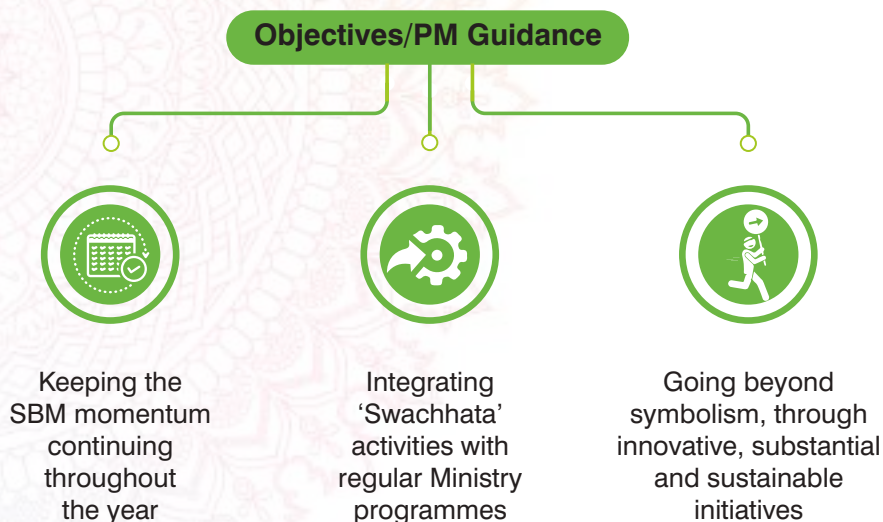 Objectives/PM Guidance
Keeping the
SBM momentum
continuing
throughout
the year
Integrating
‘Swachhata’
activities with
regular Ministry
programmes
Going beyond
symbolism, through
innovative, substantial
and sustainable
initiatives